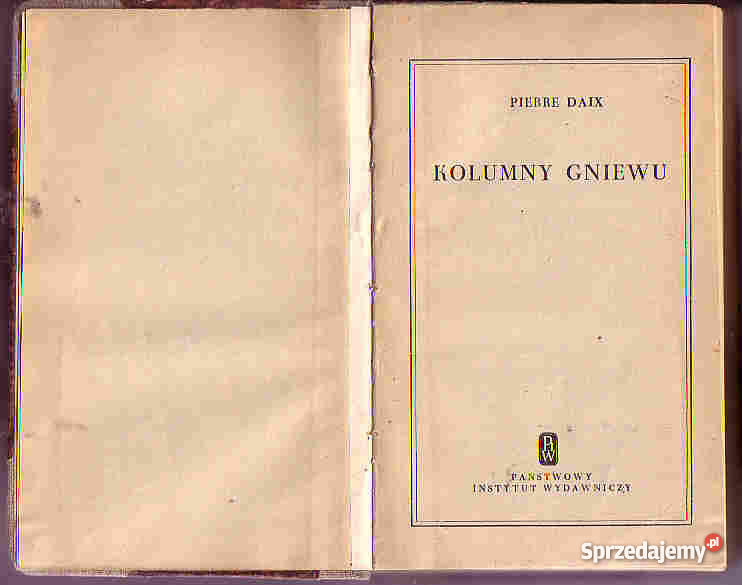 PIERRE DAIX
KOLUMNY GNIEWU
PIW
PAŃSTWOWY
INSTYTUT WYDAWNICZY
Sprzedajemy.pl